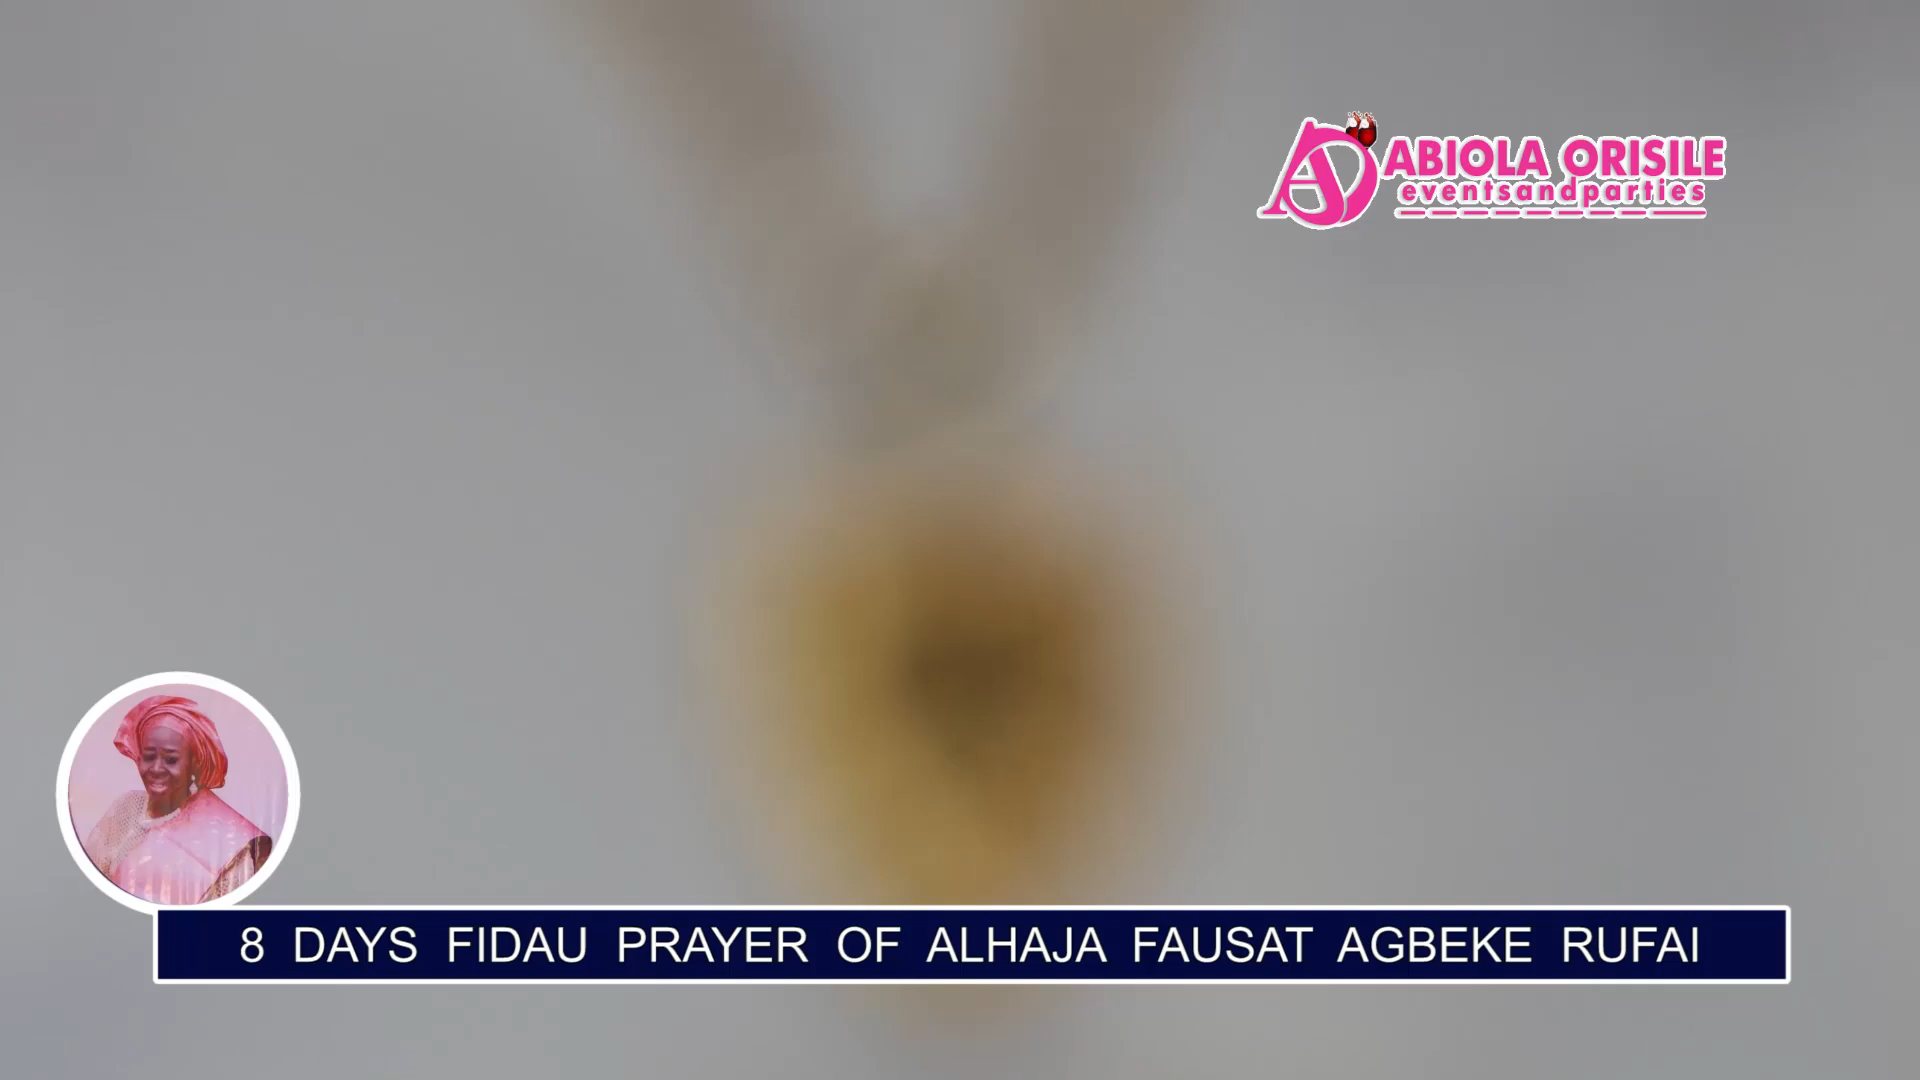 ABIOLA ORISILE
eventsandparties
8 DAYS FIDAU PRAYER OF ALHAJA FAUSAT AGBEKE RUFAI